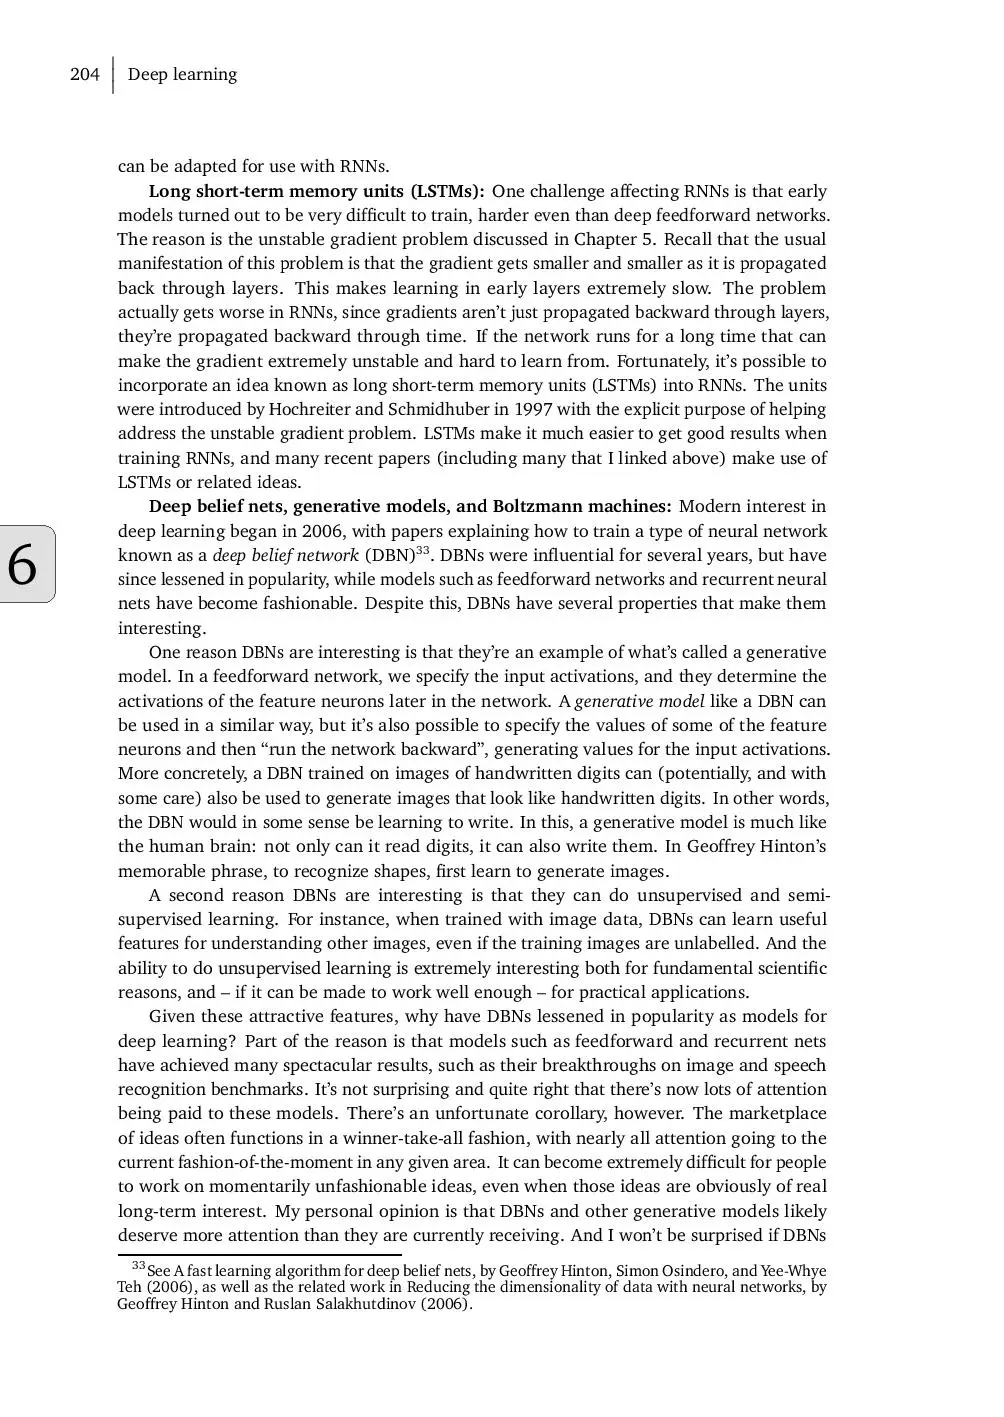 204 Deep learning
can be adapted for use with RNNs.
Long short-term memory units (LSTMs): One challenge affecting RNNs is that early
models turned out to be very difficult to train, harder even than deep feedforward networks.
The reason is the unstable gradient problem discussed in Chapter 5. Recall that the usual
manifestation of this problem is that the gradient gets smaller and smaller as it is propagated
back through layers. This makes learning in early layers extremely slow. The problem
actually gets worse in RNNs, since gradients aren’t just propagated backward through layers,
they’re propagated backward through time. If the network runs for a long time that can
make the gradient extremely unstable and hard to learn from. Fortunately, it’s possible to
incorporate an idea known as long short-term memory units (LSTMs) into RNNs. The units
were introduced by Hochreiter and Schmidhuber in 1997 with the explicit purpose of helping
address the unstable gradient problem. LSTMs make it much easier to get good results when
training RNNs, and many recent papers (including many that I linked above) make use of
LSTMs or related ideas.
Deep belief nets, generative models, and Boltzmann machines: Modern interest in
deep learning began in 2006, with papers explaining how to train a type of neural network
known as a deep belief network (DBN)³³. DBNs were influential for several years, but have
since lessened in popularity, while models such as feedforward networks and recurrent neural
nets have become fashionable. Despite this, DBNs have several properties that make them
interesting.
One reason DBNs are interesting is that they’re an example of what’s called a generative
model. In a feedforward network, we specify the input activations, and they determine the
activations of the feature neurons later in the network. A generative model like a DBN can
be used in a similar way, but it’s also possible to specify the values of some of the feature
neurons and then “run the network backward”, generating values for the input activations.
More concretely, a DBN trained on images of handwritten digits can (potentially, and with
some care) also be used to generate images that look like handwritten digits. In other words,
the DBN would in some sense be learning to write. In this, a generative model is much like
the human brain: not only can it read digits, it can also write them. In Geoffrey Hinton’s
memorable phrase, to recognize shapes, first learn to generate images.
A second reason DBNs are interesting is that they can do unsupervised and semi-
supervised learning. For instance, when trained with image data, DBNs can learn useful
features for understanding other images, even if the training images are unlabelled. And the
ability to do unsupervised learning is extremely interesting both for fundamental scientific
reasons, and – if it can be made to work well enough – for practical applications.
Given these attractive features, why have DBNs lessened in popularity as models for
deep learning? Part of the reason is that models such as feedforward and recurrent nets
have achieved many spectacular results, such as their breakthroughs on image and speech
recognition benchmarks. It’s not surprising and quite right that there’s now lots of attention
being paid to these models. There’s an unfortunate corollary, however. The marketplace
of ideas often functions in a winner-take-all fashion, with nearly all attention going to the
current fashion-of-the-moment in any given area. It can become extremely difficult for people
to work on momentarily unfashionable ideas, even when those ideas are obviously of real
long-term interest. My personal opinion is that DBNs and other generative models likely
deserve more attention than they are currently receiving. And I won’t be surprised if DBNs
³³See A fast learning algorithm for deep belief nets, by Geoffrey Hinton, Simon Osindero, and Yee-Whye
Teh (2006), as well as the related work in Reducing the dimensionality of data with neural networks, by
Geoffrey Hinton and Ruslan Salakhutdinov (2006).
6